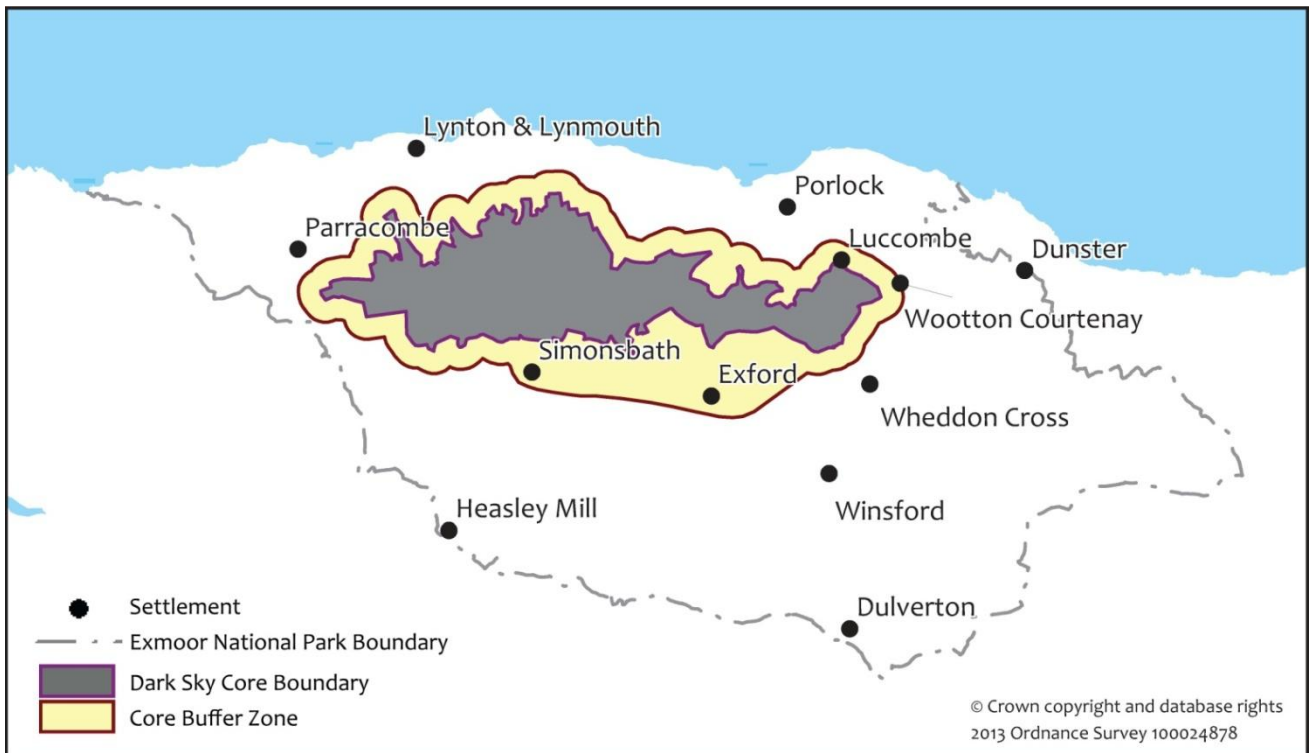 Lynton & Lynmouth
Porlock
Parracombe
Luccombe
Dunster
Wootton Courtenay
Simonsbath
Exford
Wheddon Cross
Winsford
Heasley Mill
Dulverton
Settlement
Exmoor National Park Boundary
Dark Sky Core Boundary
Core Buffer Zone
© Crown copyright and database rights
2013 Ordnance Survey 100024878